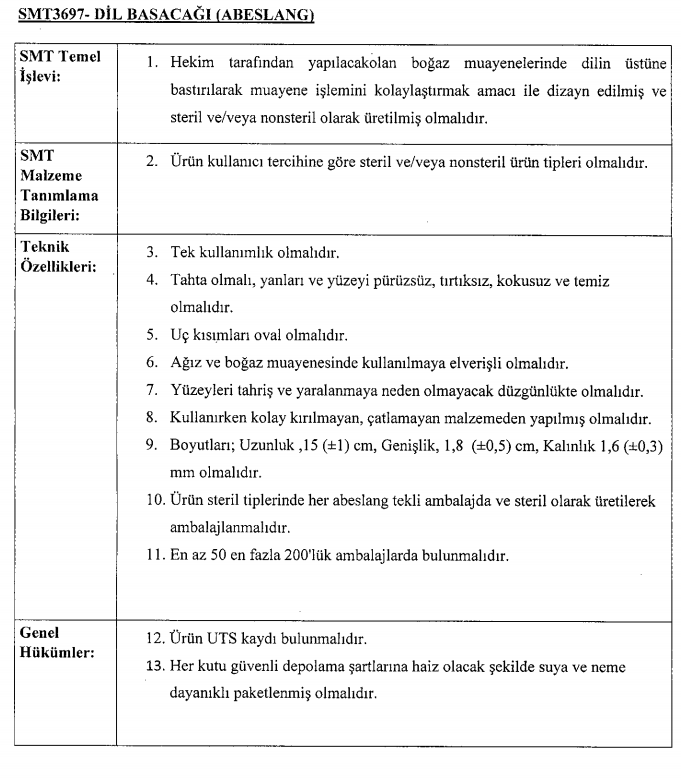 SMT3697- DİL BASACAĞI (ABESLANG)
SMT Temel
İşlevi:
1. Hekim tarafından yapılacakolan boğaz muayenelerinde dilin üstüne
bastırılarak muayene işlemini kolaylaştırmak amacı ile dizayn edilmiş ve
steril ve/veya nonsteril olarak üretilmiş olmalıdır.
SMT
Malzeme
Tanımlama
Bilgileri:
2. Ürün kullanıcı tercihine göre steril ve/veya nonsteril ürün tipleri olmalıdır.
Teknik
Özellikleri:
3. Tek kullanımlık olmalıdır.
4. Tahta olmalı, yanları ve yüzeyi pürüzsüz, tırtıksız, kokusuz ve temiz
olmalıdır.
5. Uç kısımları oval olmalıdır.
6. Ağız ve boğaz muayenesinde kullanılmaya elverişli olmalıdır.
7. Yüzeyleri tahriş ve yaralanmaya neden olmayacak düzgünlükte olmalıdır.
8. Kullanırken kolay kırılmayan, çatlamayan malzemeden yapılmış olmalıdır.
9. Boyutları; Uzunluk ,15 (±1) cm, Genişlik, 1,8 (±0,5) cm, Kalınlık 1,6 (±0,3)
mm olmalıdır.
10. Ürün steril tiplerinde her abeslang tekli ambalajda ve steril olarak üretilerek
ambalajlanmalıdır.
11. En az 50 en fazla 200'lük ambalajlarda bulunmalıdır.
Genel
Hükümler:
12. Ürün UTS kaydı bulunmalıdır.
13. Her kutu güvenli depolama şartlarına haiz olacak şekilde suya ve neme
dayanıklı paketlenmiş olmalıdır.